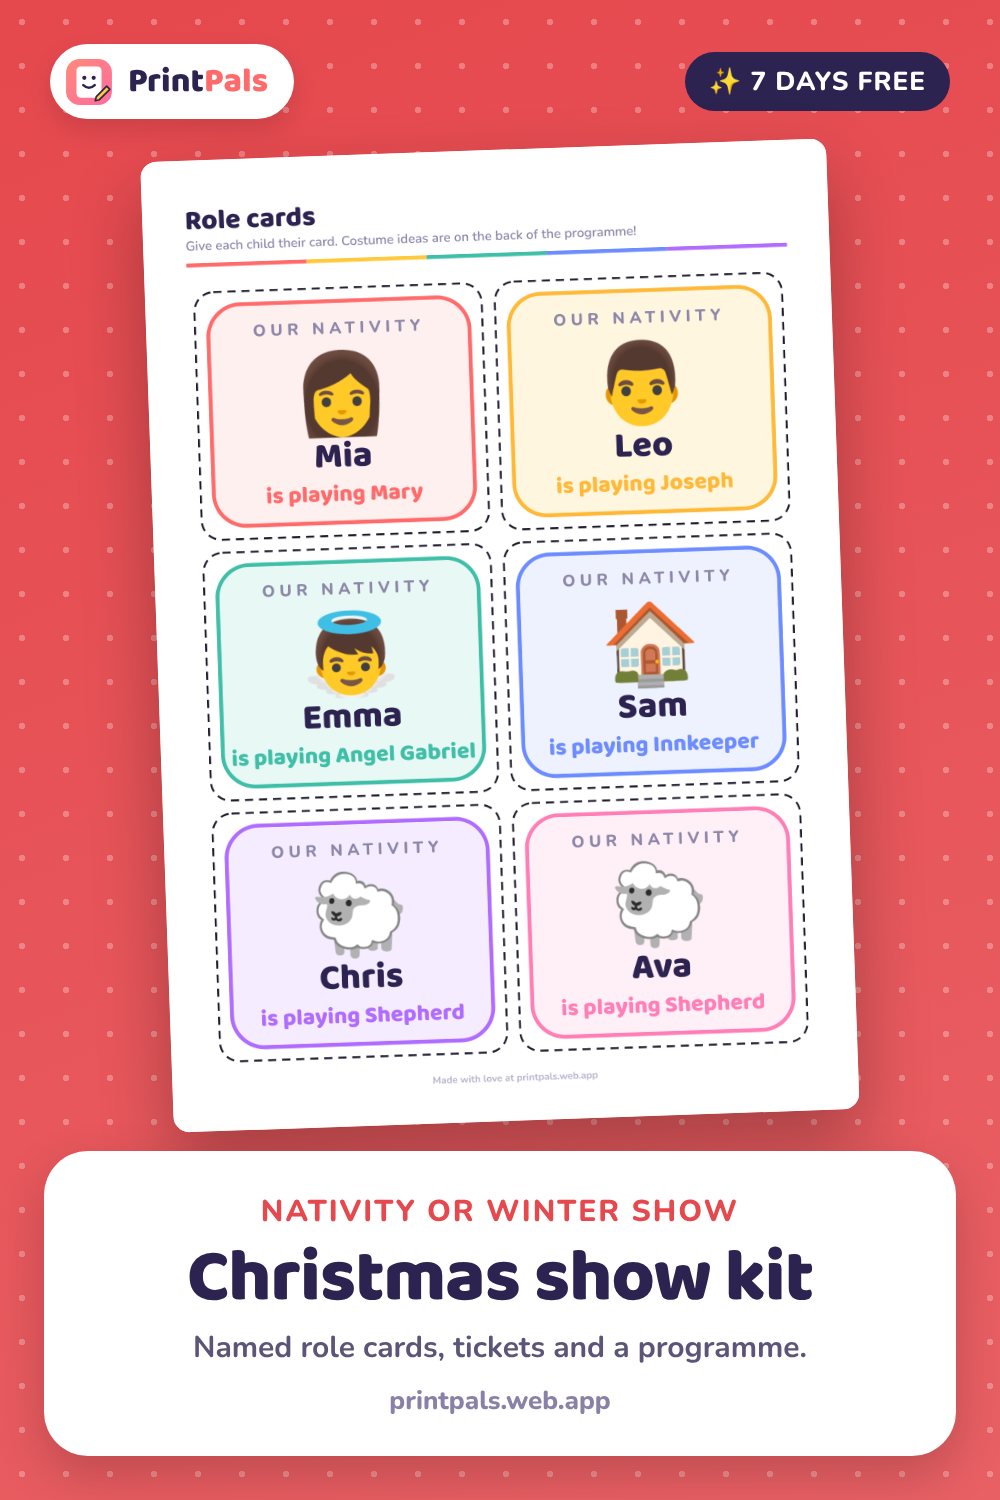 PrintPals
✨ 7 DAYS FREE
Role cards
Give each child their card. Costume ideas are on the back of the programme!
OUR NATIVITY
Mia
is playing Mary
OUR NATIVITY
Leo
is playing Joseph
OUR NATIVITY
Emma
is playing Angel Gabriel
OUR NATIVITY
Sam
is playing Innkeeper
OUR NATIVITY
Chris
is playing Shepherd
OUR NATIVITY
Ava
is playing Shepherd
Made with love at printpals.web.app
NATIVITY OR WINTER SHOW
Christmas show kit
Named role cards, tickets and a programme.
printpals.web.app